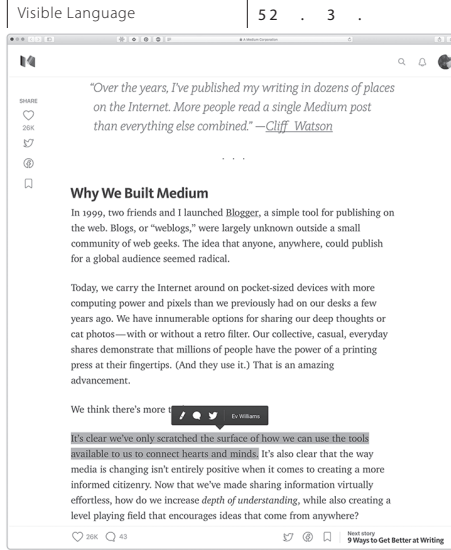 Visible Language
52 . 3 .
A Medium Corporation
SHARE
26K
“Over the years, I’ve published my writing in dozens of places
on the Internet. More people read a single Medium post
than everything else combined.” —Cliff Watson
. . .
Why We Built Medium
In 1999, two friends and I launched Blogger, a simple tool for publishing on
the web. Blogs, or “weblogs,” were largely unknown outside a small
community of web geeks. The idea that anyone, anywhere, could publish
for a global audience seemed radical.
Today, we carry the Internet around on pocket-sized devices with more
computing power and pixels than we previously had on our desks a few
years ago. We have innumerable options for sharing our deep thoughts or
cat photos—with or without a retro filter. Our collective, casual, everyday
shares demonstrate that millions of people have the power of a printing
press at their fingertips. (And they use it.) That is an amazing
advancement.
We think there’s more t
Ev Williams
It’s clear we’ve only scratched the surface of how we can use the tools
available to us to connect hearts and minds. It’s also clear that the way
media is changing isn’t entirely positive when it comes to creating a more
informed citizenry. Now that we’ve made sharing information virtually
effortless, how do we increase depth of understanding, while also creating a
level playing field that encourages ideas that come from anywhere?
26K 43
Next story
9 Ways to Get Better at Writing